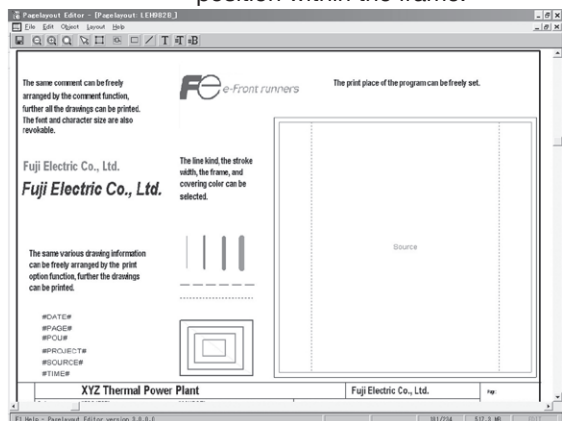 position within the frame.
Pagelayout Editor - [Pagelayout: LEH982B_]
File Edit Object Layout Help
T
The same comment can be freely
arranged by the comment function,
further all the drawings can be printed.
The font and character size are also
revokable.
Fe e-Front runners
The print place of the program can be freely set.
Fuji Electric Co., Ltd.
Fuji Electric Co., Ltd.
The line kind, the stroke
width, the frame, and
covering color can be
selected.
Source
The same various drawing information
can be freely arranged by the print
option function, further the drawings
can be printed.
#DATE#
#PAGE#
#POU#
#PROJECT#
#SOURCE#
#TIME#
XYZ Thermal Power Plant
Fuji Electric Co., Ltd.
F1 Help - Pagelayout Editor version 3.0.0.6